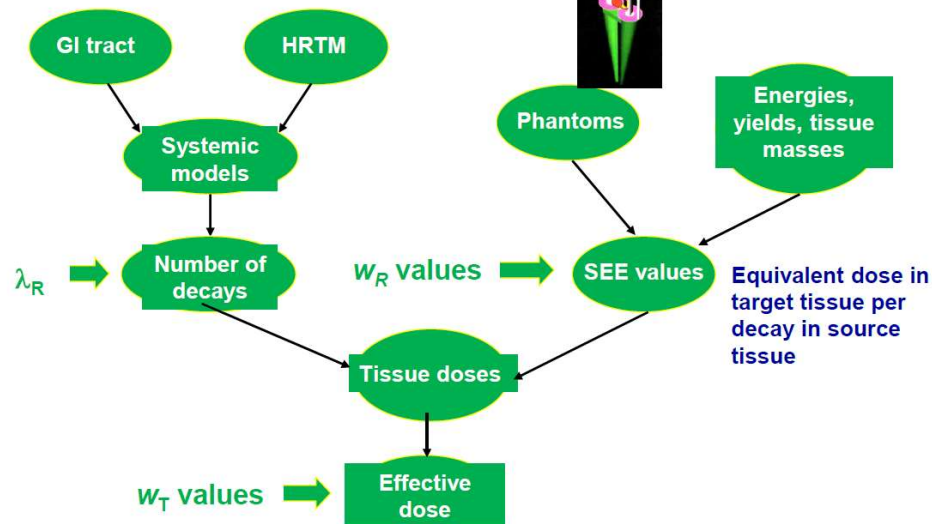 GI tract
HRTM
Phantoms
Energies,
yields, tissue
masses
Systemic
models
λR
Number of
decays
wR values
SEE values
Equivalent dose in
target tissue per
decay in source
tissue
Tissue doses
wT values
Effective
dose